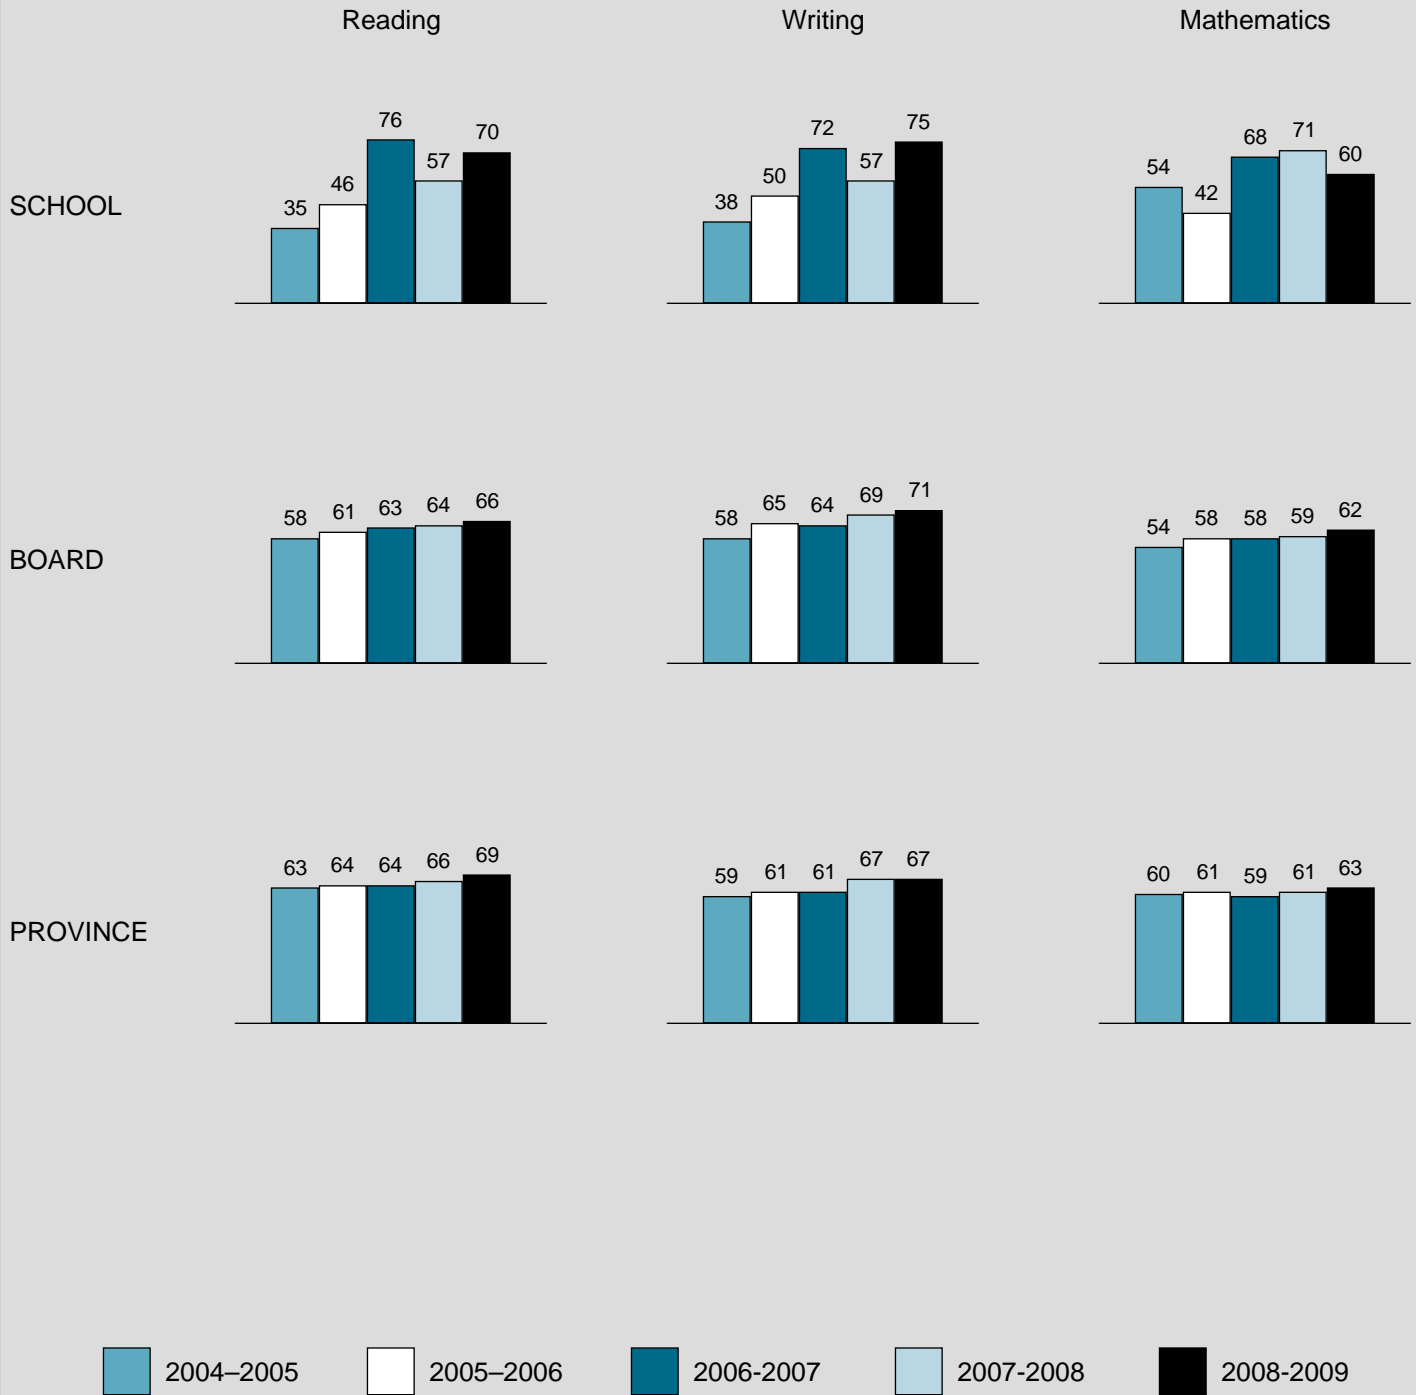 Reading Writing Mathematics
SCHOOL
35 46 76 57 70
38 50 72 57 75
54 42 68 71 60
BOARD
58 61 63 64 66
58 65 64 69 71
54 58 58 59 62
PROVINCE
63 64 64 66 69
59 61 61 67 67
60 61 59 61 63
2004–2005 2005–2006 2006-2007 2007-2008 2008-2009